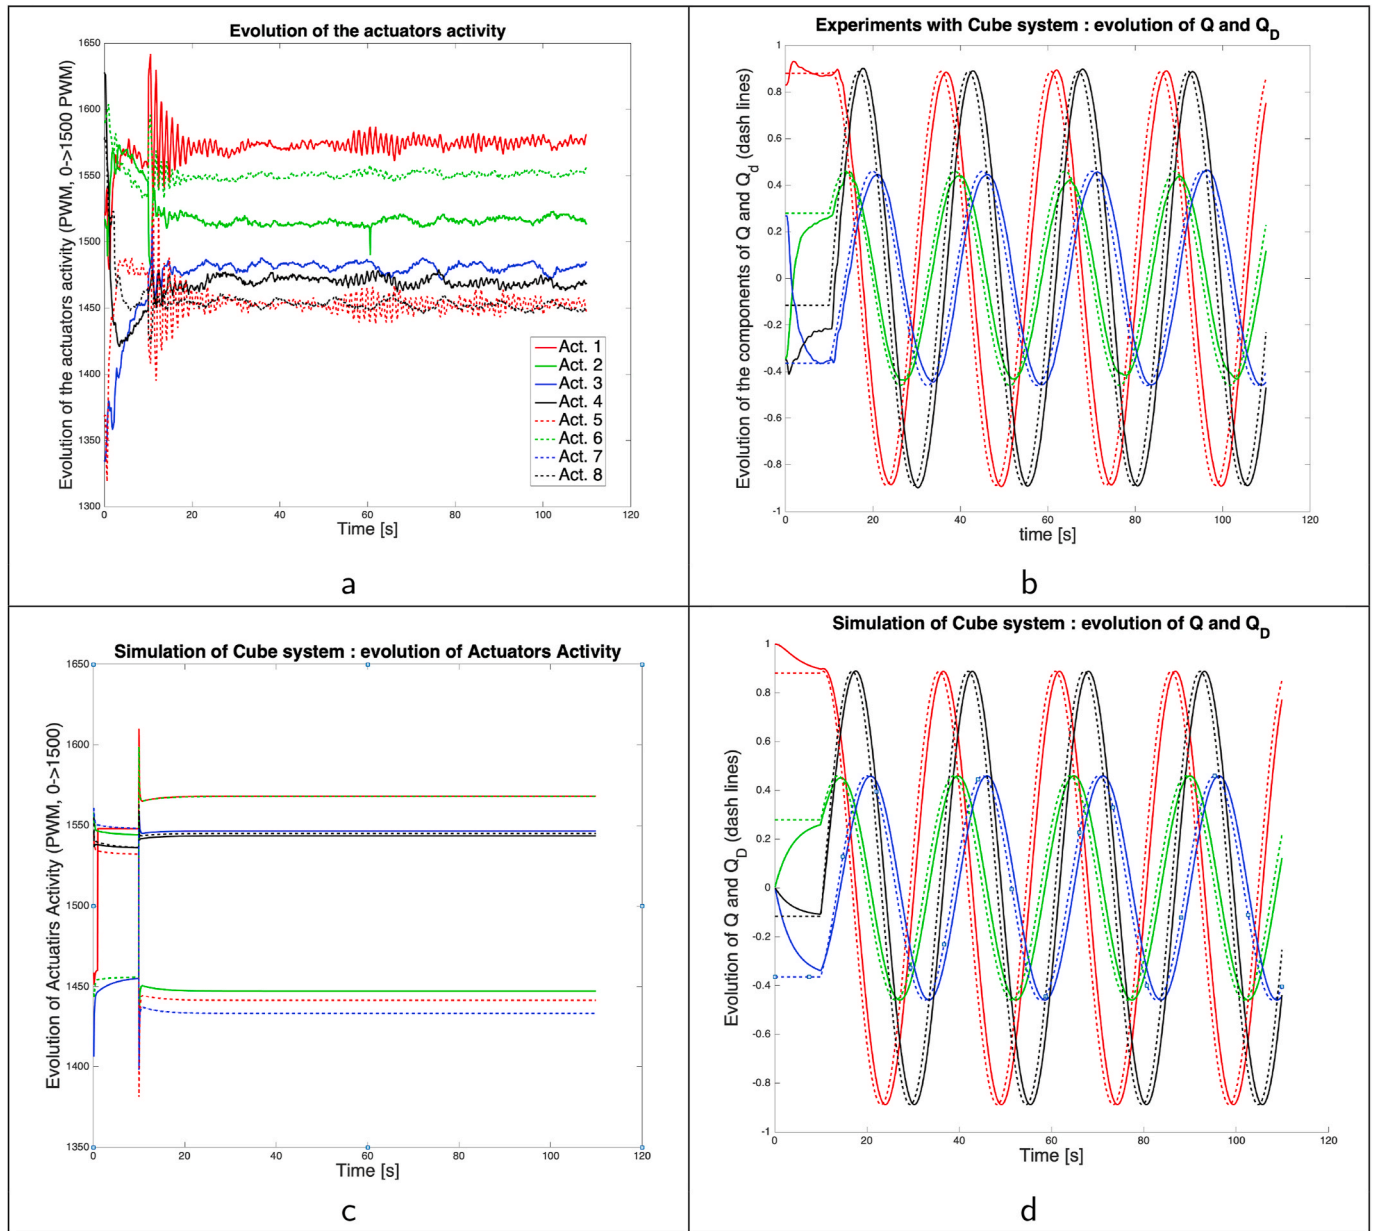 Evolution of the actuators activity
Evolution of the actuators activity (PWM, 0->1500 PWM)
1650
1600
1550
1500
1450
1400
1350
1300
0 20 40 60 80 100 120
Time [s]
Act. 1
Act. 2
Act. 3
Act. 4
Act. 5
Act. 6
Act. 7
Act. 8
a
Experiments with Cube system : evolution of Q and Q_D
Evolution of the components of Q and Q_d (dash lines)
1
0.8
0.6
0.4
0.2
0
-0.2
-0.4
-0.6
-0.8
-1
0 20 40 60 80 100 120
time [s]
b
Simulation of Cube system : evolution of Actuators Activity
Evolution of Actuatirs Activity (PWM, 0->1500)
1650
1600
1550
1500
1450
1400
1350
0 20 40 60 80 100 120
Time [s]
c
Simulation of Cube system : evolution of Q and Q_D
Evolution of Q and Q_D (dash lines)
1
0.8
0.6
0.4
0.2
0
-0.2
-0.4
-0.6
-0.8
-1
0 20 40 60 80 100 120
Time [s]
d